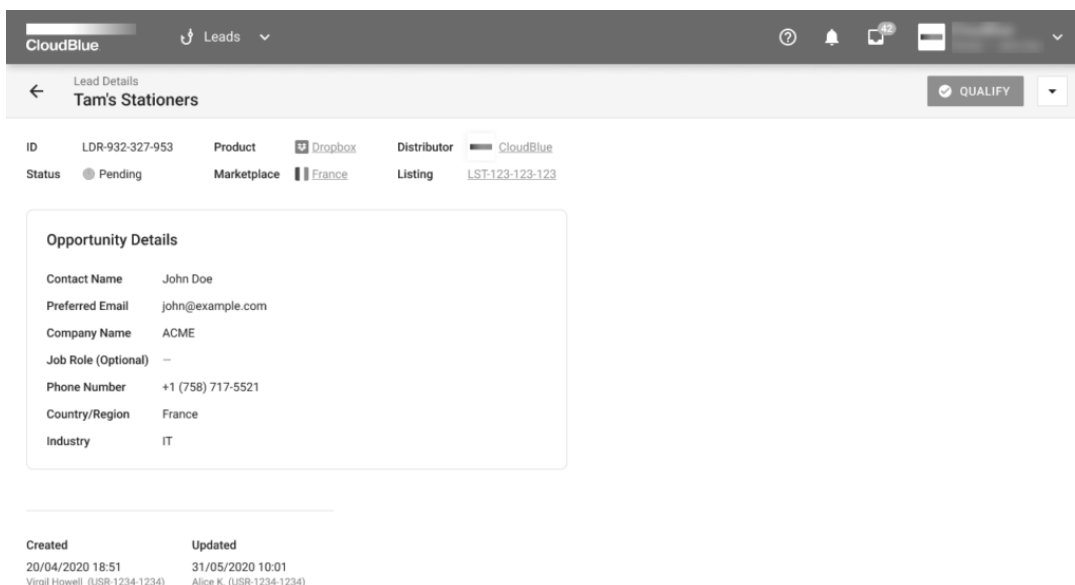 CloudBlue Leads 42
Lead Details
Tam's Stationers QUALIFY
ID LDR-932-327-953 Product Dropbox Distributor CloudBlue
Status Pending Marketplace France Listing LST-123-123-123
Opportunity Details
Contact Name John Doe
Preferred Email john@example.com
Company Name ACME
Job Role (Optional) —
Phone Number +1 (758) 717-5521
Country/Region France
Industry IT
Created Updated
20/04/2020 18:51 31/05/2020 10:01
Virgil Howell (USR-1234-1234) Alice K. (USR-1234-1234)